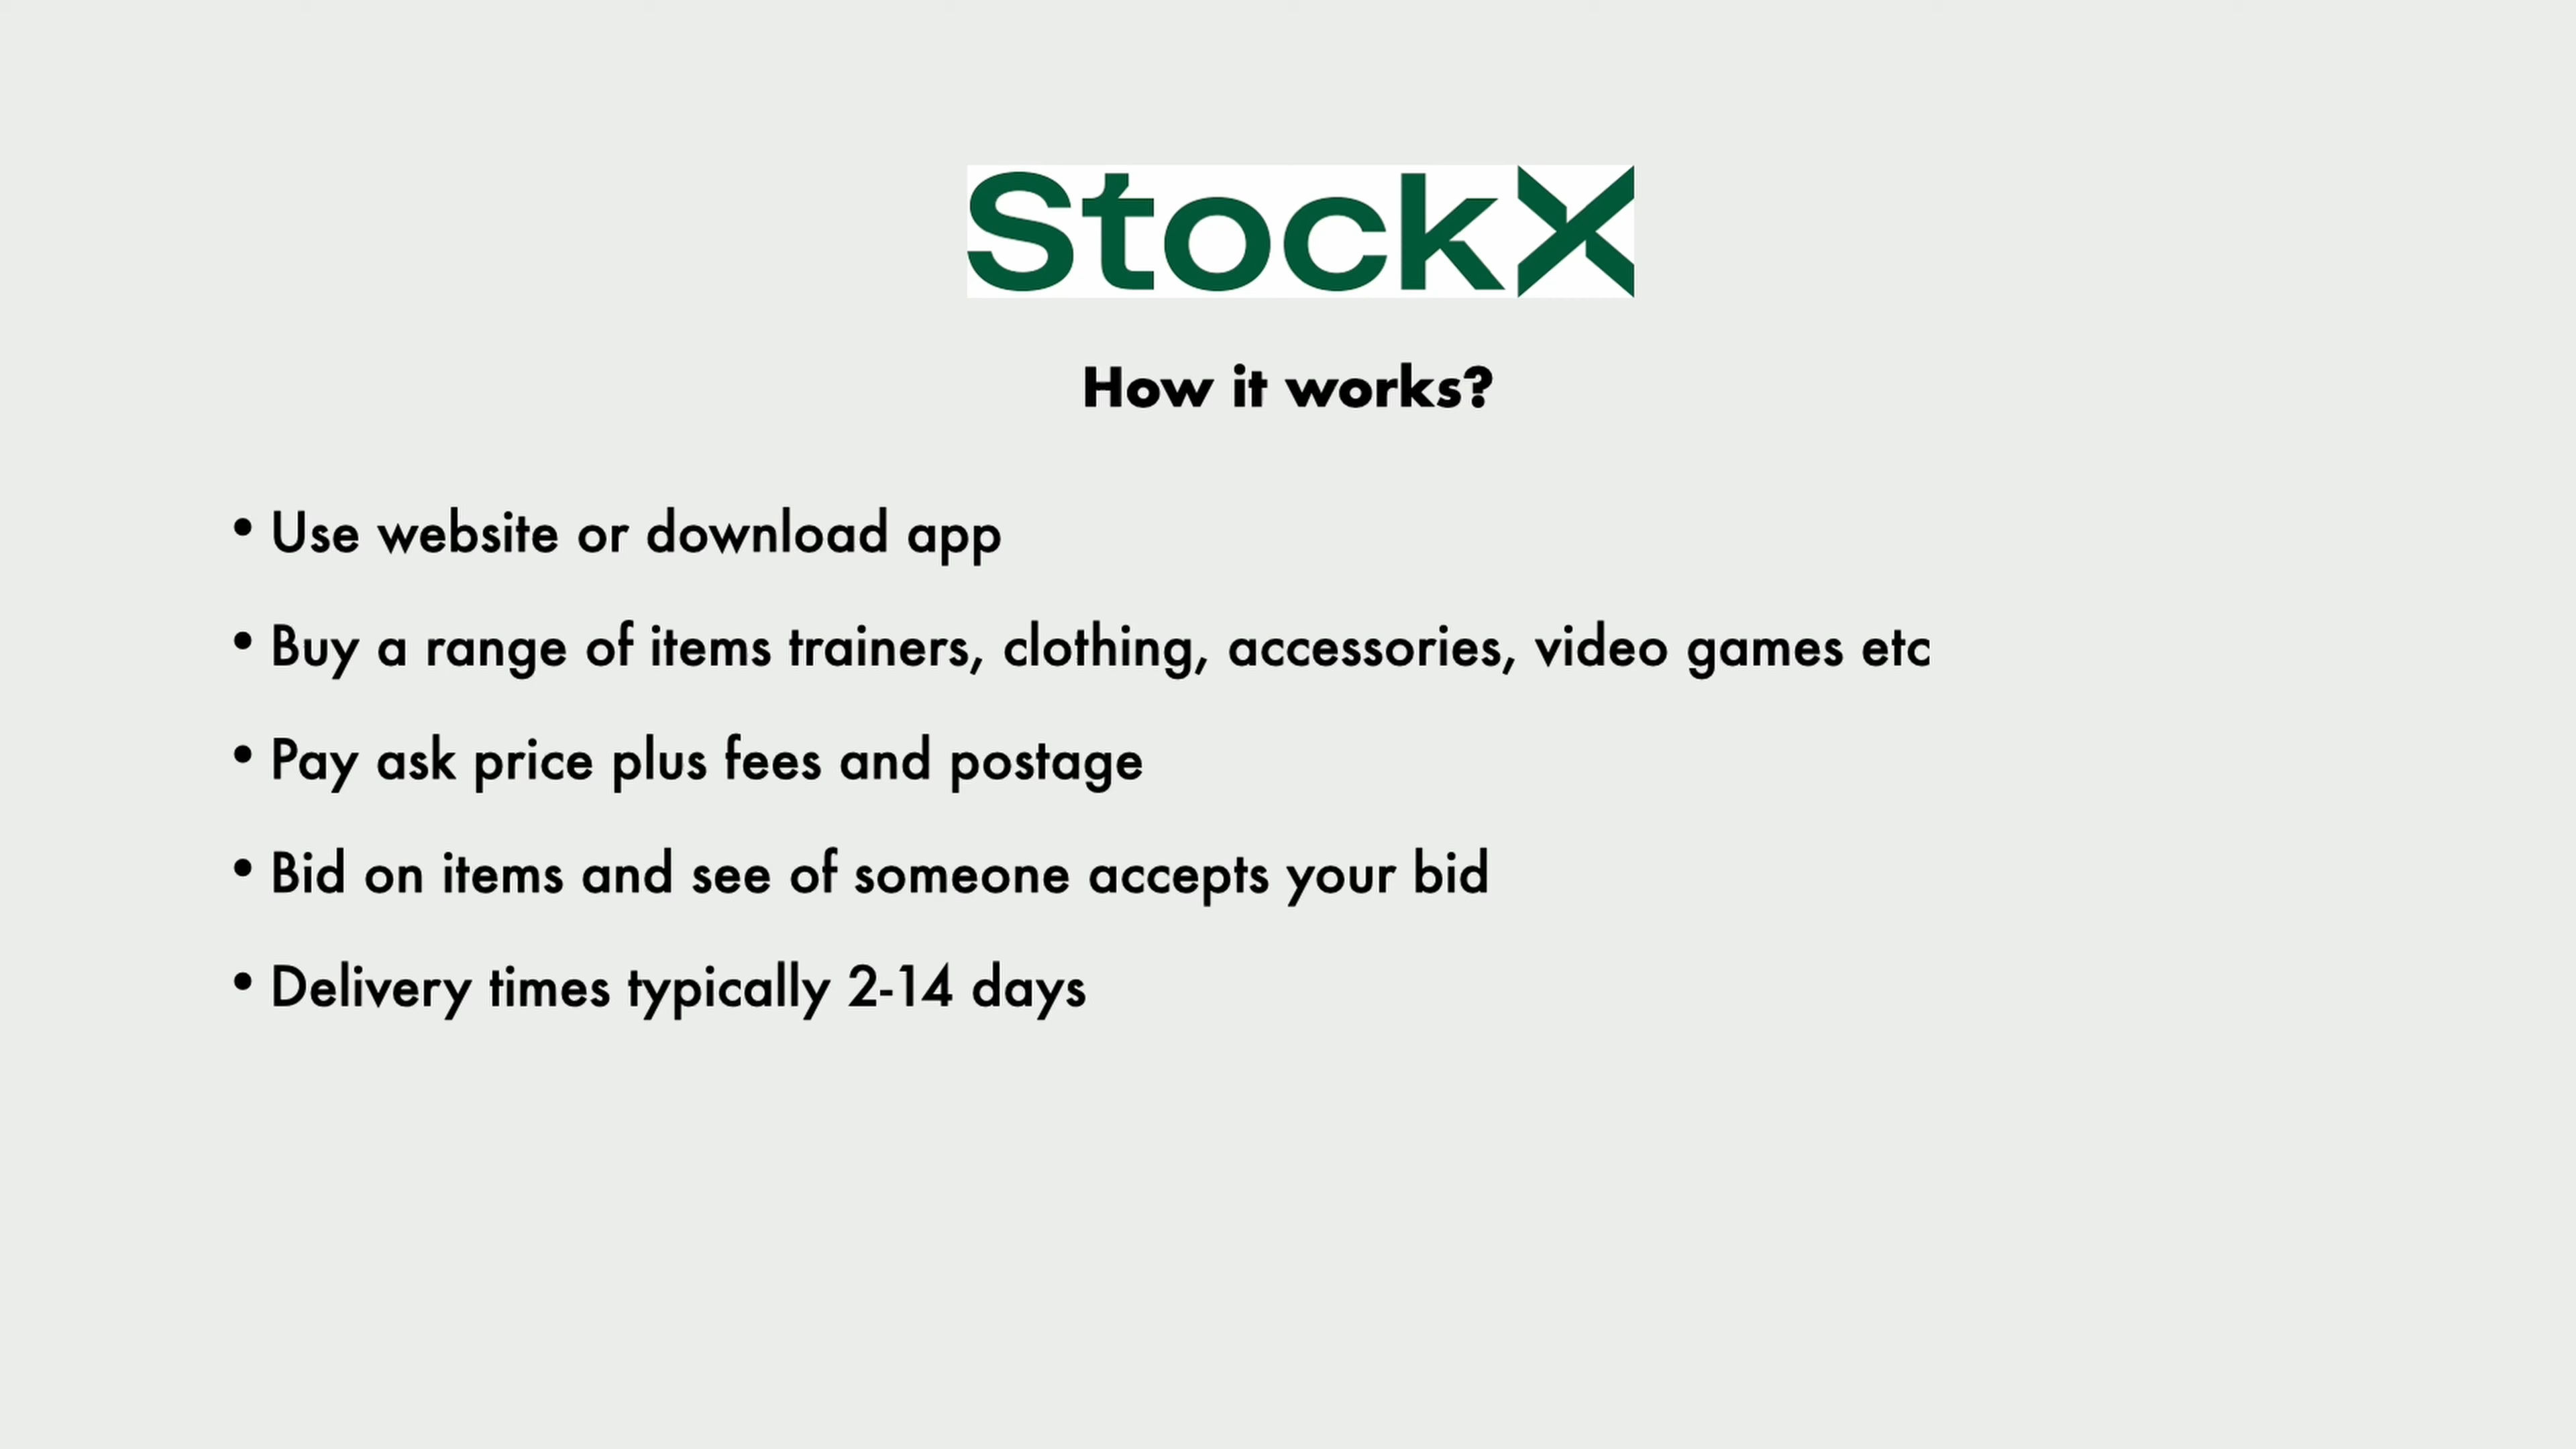 StockX
How it works?
• Use website or download app
• Buy a range of items trainers, clothing, accessories, video games etc
• Pay ask price plus fees and postage
• Bid on items and see of someone accepts your bid
• Delivery times typically 2-14 days